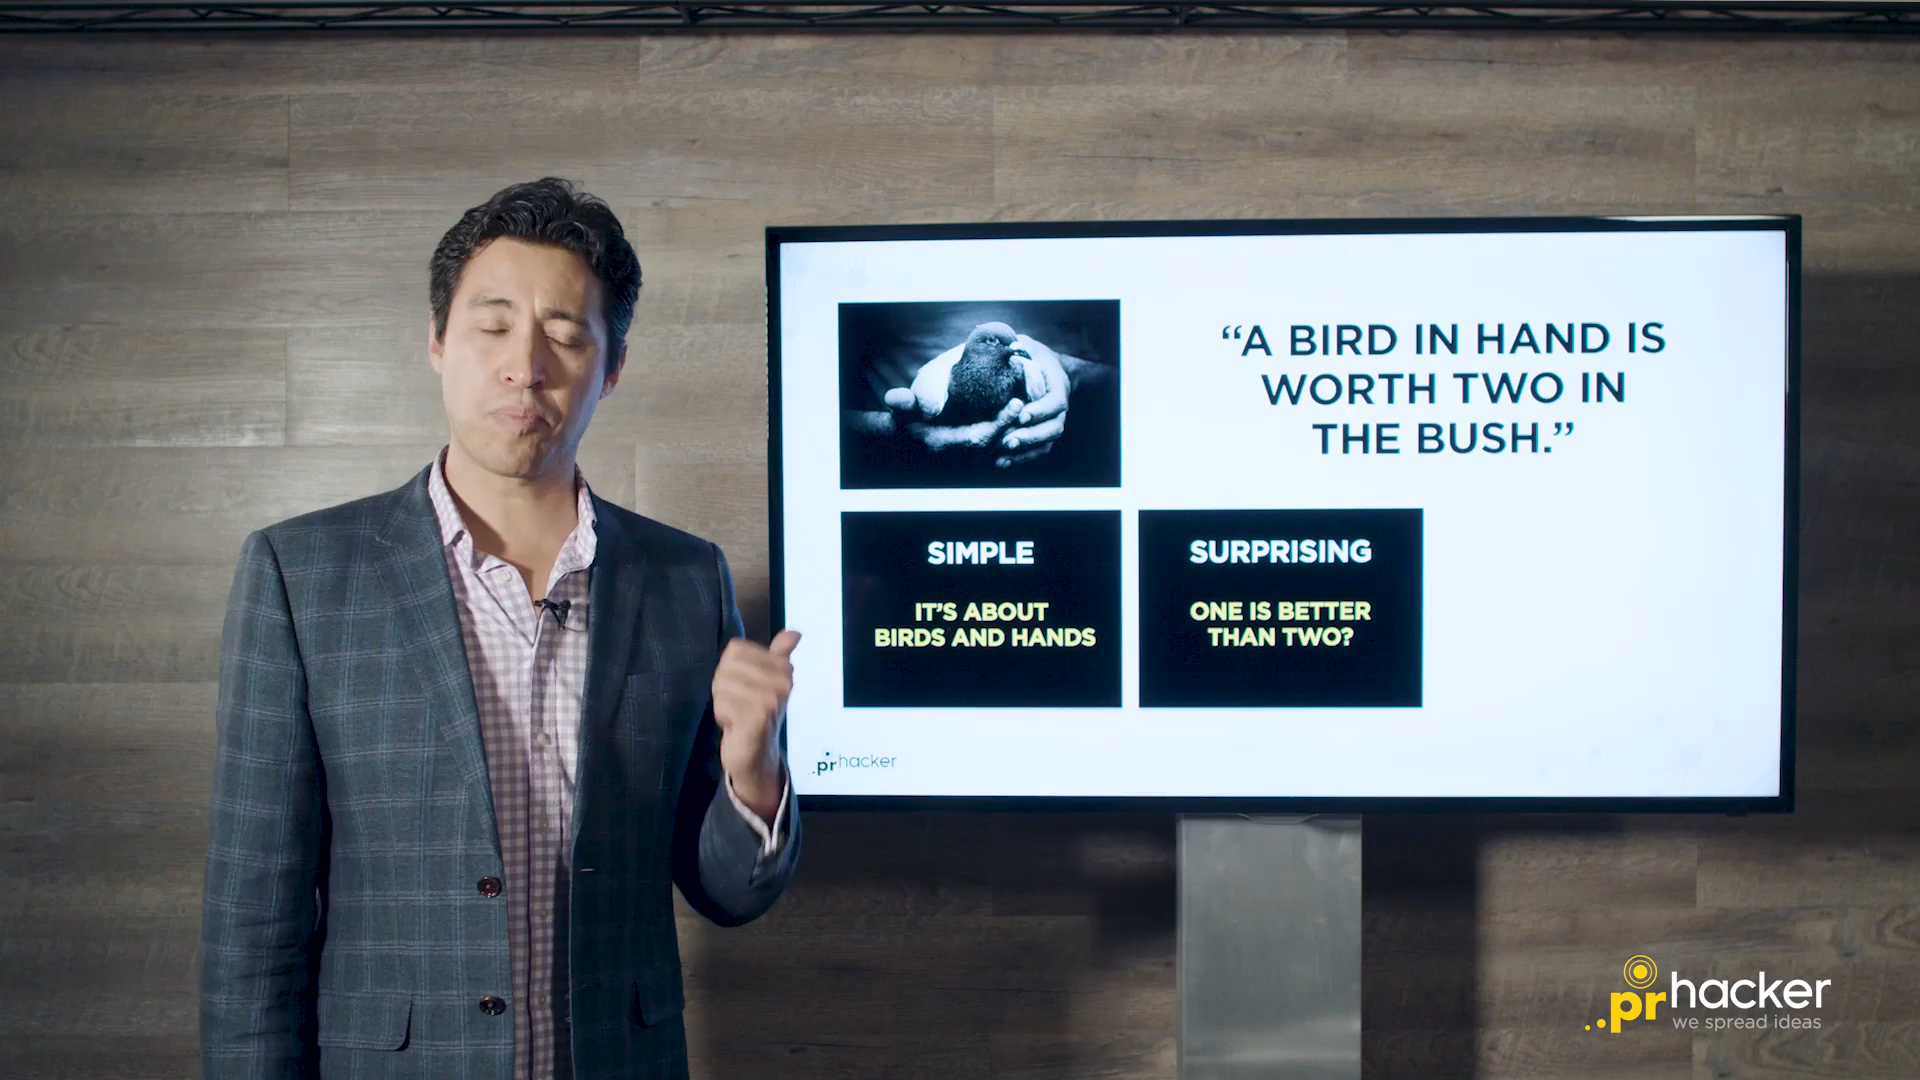 “A BIRD IN HAND IS
WORTH TWO IN
THE BUSH.”
SIMPLE
IT’S ABOUT
BIRDS AND HANDS
SURPRISING
ONE IS BETTER
THAN TWO?
..prhacker
..prhacker
we spread ideas